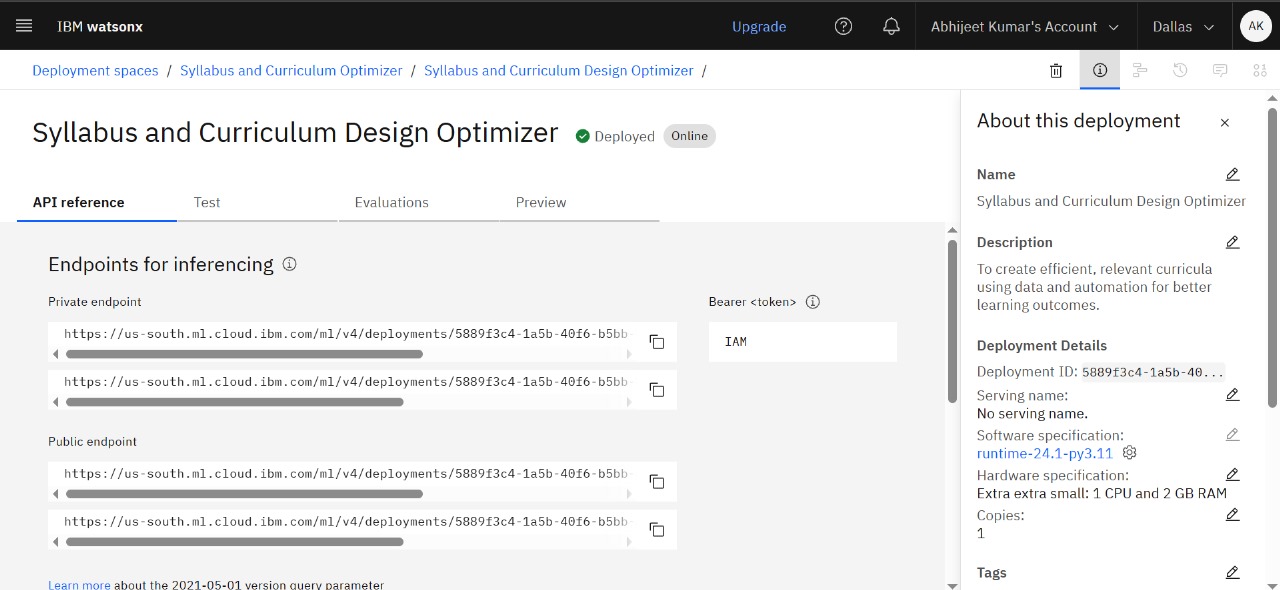 IBM watsonx
Upgrade
Abhijeet Kumar's Account
Dallas
AK
Deployment spaces / Syllabus and Curriculum Optimizer / Syllabus and Curriculum Design Optimizer /
Syllabus and Curriculum Design Optimizer
Deployed
Online
API reference
Test
Evaluations
Preview
Endpoints for inferencing
Private endpoint
https://us-south.ml.cloud.ibm.com/ml/v4/deployments/5889f3c4-1a5b-40f6-b5bb-
https://us-south.ml.cloud.ibm.com/ml/v4/deployments/5889f3c4-1a5b-40f6-b5bb-
Bearer <token>
IAM
Public endpoint
https://us-south.ml.cloud.ibm.com/ml/v4/deployments/5889f3c4-1a5b-40f6-b5bb-
https://us-south.ml.cloud.ibm.com/ml/v4/deployments/5889f3c4-1a5b-40f6-b5bb-
Learn more about the 2021-05-01 version query parameter
About this deployment
Name
Syllabus and Curriculum Design Optimizer
Description
To create efficient, relevant curricula
using data and automation for better
learning outcomes.
Deployment Details
Deployment ID: 5889f3c4-1a5b-40...
Serving name:
No serving name.
Software specification:
runtime-24.1-py3.11
Hardware specification:
Extra extra small: 1 CPU and 2 GB RAM
Copies:
1
Tags